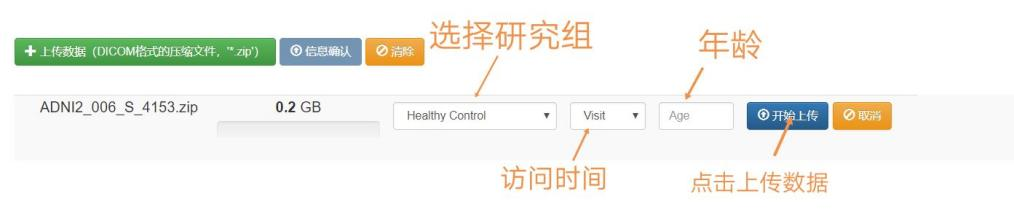 选择研究组
年龄
上传数据（DICOM格式的压缩文件，'*.zip'） 信息确认 清除
ADNI2_006_S_4153.zip 0.2 GB Healthy Control Visit Age 开始上传 取消
访问时间
点击上传数据